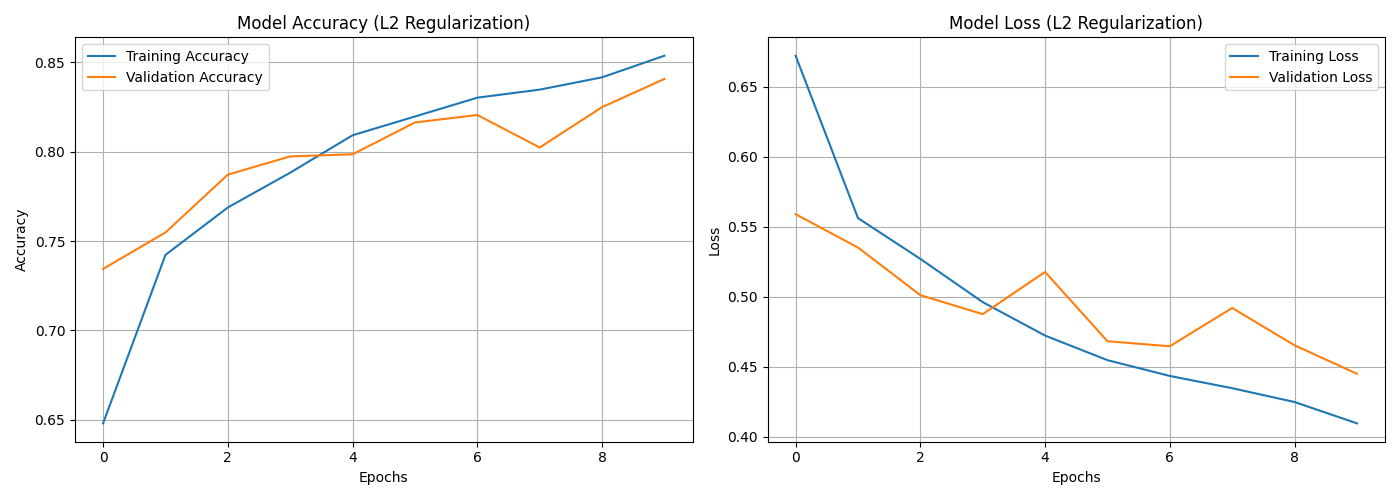 Model Accuracy (L2 Regularization)
Training Accuracy
Validation Accuracy
0.85
0.80
0.75
0.70
0.65
Accuracy
0 2 4 6 8
Epochs
Model Loss (L2 Regularization)
Training Loss
Validation Loss
0.65
0.60
0.55
0.50
0.45
0.40
Loss
0 2 4 6 8
Epochs